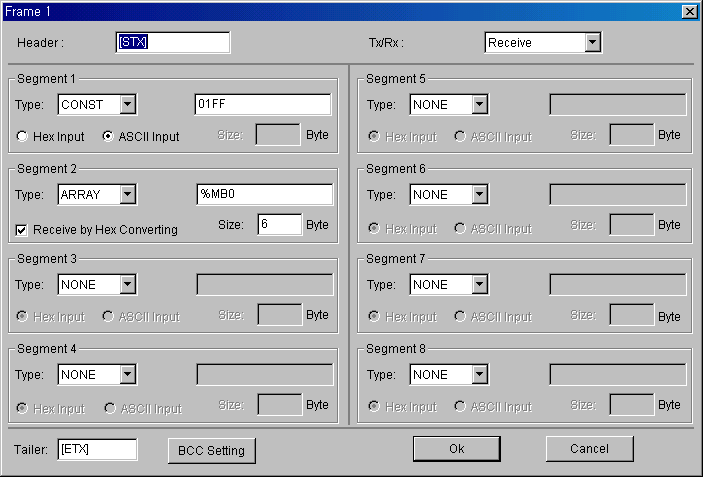 Frame 1
Header : [STX] Tx/Rx : Receive
Segment 1
Type: CONST 01FF
Hex Input ASCII Input Size: Byte
Segment 2
Type: ARRAY %MB0
Receive by Hex Converting Size: 6 Byte
Segment 3
Type: NONE
Hex Input ASCII Input Size: Byte
Segment 4
Type: NONE
Hex Input ASCII Input Size: Byte
Segment 5
Type: NONE
Hex Input ASCII Input Size: Byte
Segment 6
Type: NONE
Hex Input ASCII Input Size: Byte
Segment 7
Type: NONE
Hex Input ASCII Input Size: Byte
Segment 8
Type: NONE
Hex Input ASCII Input Size: Byte
Tailer: [ETX] BCC Setting Ok Cancel